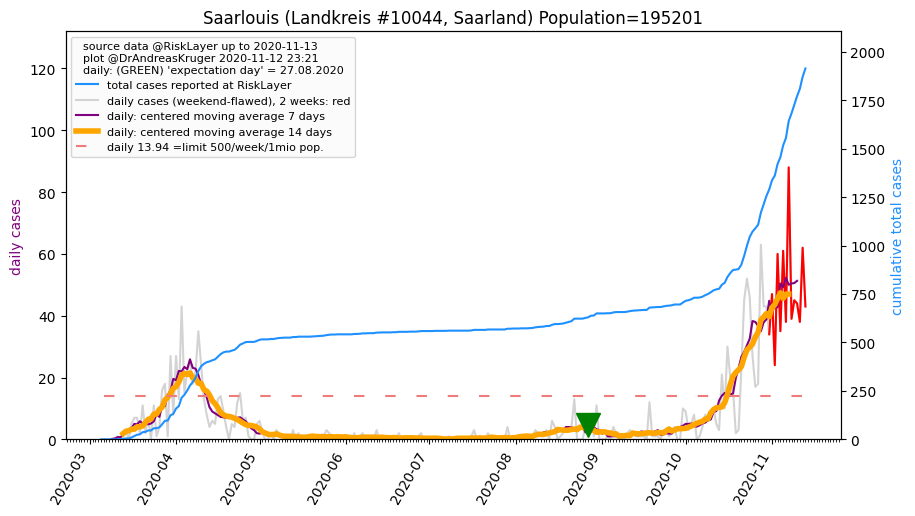 Saarlouis (Landkreis #10044, Saarland) Population=195201
source data @RiskLayer up to 2020-11-13
plot @DrAndreasKruger 2020-11-12 23:21
daily: (GREEN) 'expectation day' = 27.08.2020
total cases reported at RiskLayer
daily cases (weekend-flawed), 2 weeks: red
daily: centered moving average 7 days
daily: centered moving average 14 days
daily 13.94 =limit 500/week/1mio pop.
daily cases
120
100
80
60
40
20
0
2000
1750
1500
1250
1000
750
500
250
0
cumulative total cases
2020-03
2020-04
2020-05
2020-06
2020-07
2020-08
2020-09
2020-10
2020-11